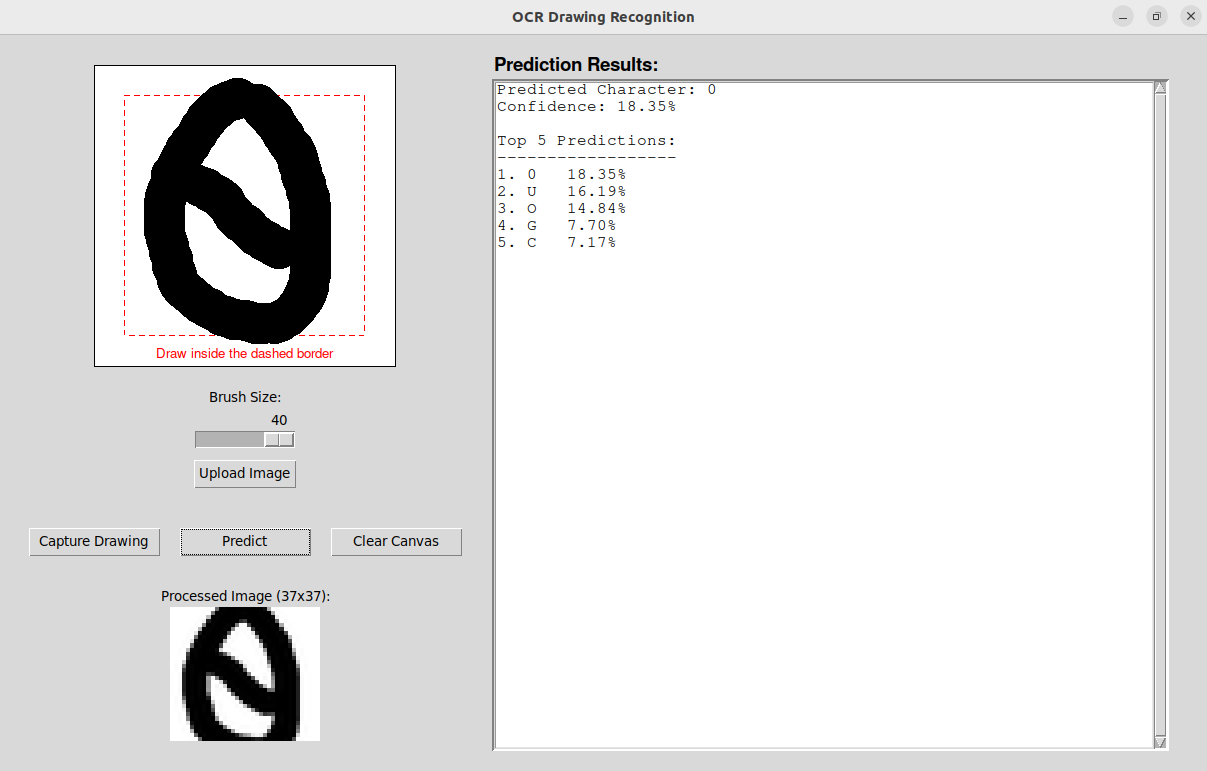 OCR Drawing Recognition
Draw inside the dashed border
Brush Size:
40
Upload Image
Capture Drawing
Predict
Clear Canvas
Processed Image (37x37):
Prediction Results:
Predicted Character: 0
Confidence: 18.35%
Top 5 Predictions:
------------------
1. 0 18.35%
2. U 16.19%
3. O 14.84%
4. G 7.70%
5. C 7.17%